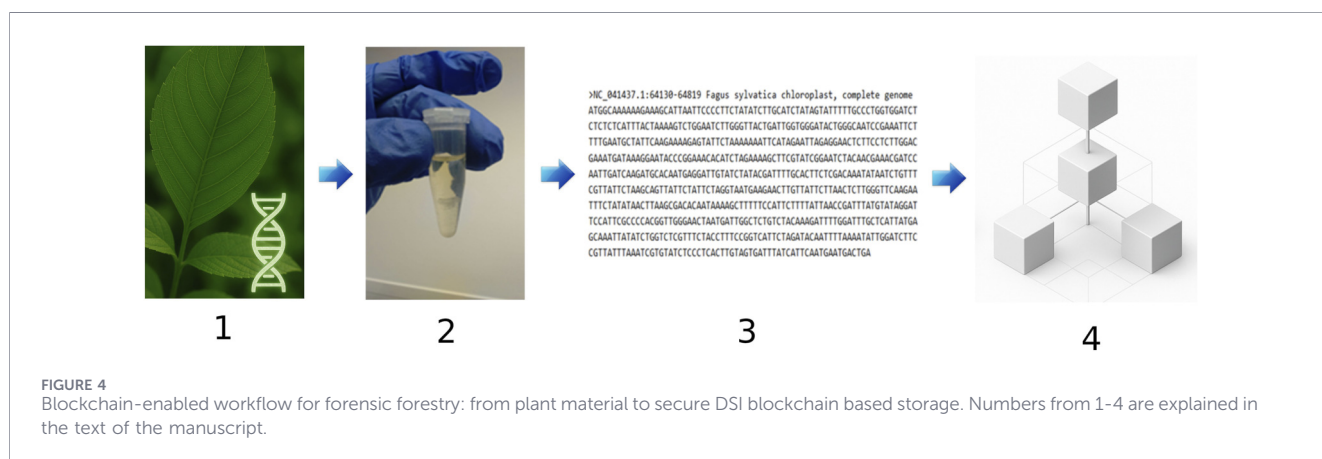 >NC_041437.1:64130-64819 Fagus sylvatica chloroplast, complete genome
ATGGCAAAAAAGAAAGCATTAATTCCCCTTCTATATCTTGCATCTATAGTATTTTTGCCCTGGTGGATCT
CTCTCTCATTTACTAAAAGTCTGGAATCTTGGGTTACTGATTGGTGGGATACTGGGCAATCCGAAATTCT
TTTGAATGCTATTCAAGAAAAGAGTATTCTAAAAAAATTCATAGAATTAGAGGAACTCTTCCTCTTGGAC
GAAATGATAAAGGAATACCCGGAAACACATCTAGAAAAGCTTCGTATCGGAATCTACAACGAAACGATCC
AATTGATCAAGATGCACAATGAGGATTGTATCTATACGATTTTGCACTTCTCGACAAATATAATCTGTTT
CGTTATTCTAAGCAGTTATTCTATTCTAGGTAATGAAGAACTTGTTATTCTTAACTCTTGGGTTCAAGAA
TTTCTATATAACTTAAGCGACACAATAAAAGCTTTTTCCATTCTTTTATTAACCGATTTATGTATAGGAT
TCCATTCGCCCCACGGTTGGGAACTAATGATTGGCTCTGTCTACAAAGATTTTGGATTTGCTCATTATGA
GCAAATTATATCTGGTCTCGTTTCTACCTTTCCGGTCATTCTAGATACAATTTTAAAATATTGGATCTTC
CGTTATTTAAATCGTGTATCTCCCTCACTTGTAGTGATTTATCATTCAATGAATGACTGA
1
2
3
4
FIGURE 4
Blockchain-enabled workflow for forensic forestry: from plant material to secure DSI blockchain based storage. Numbers from 1-4 are explained in
the text of the manuscript.